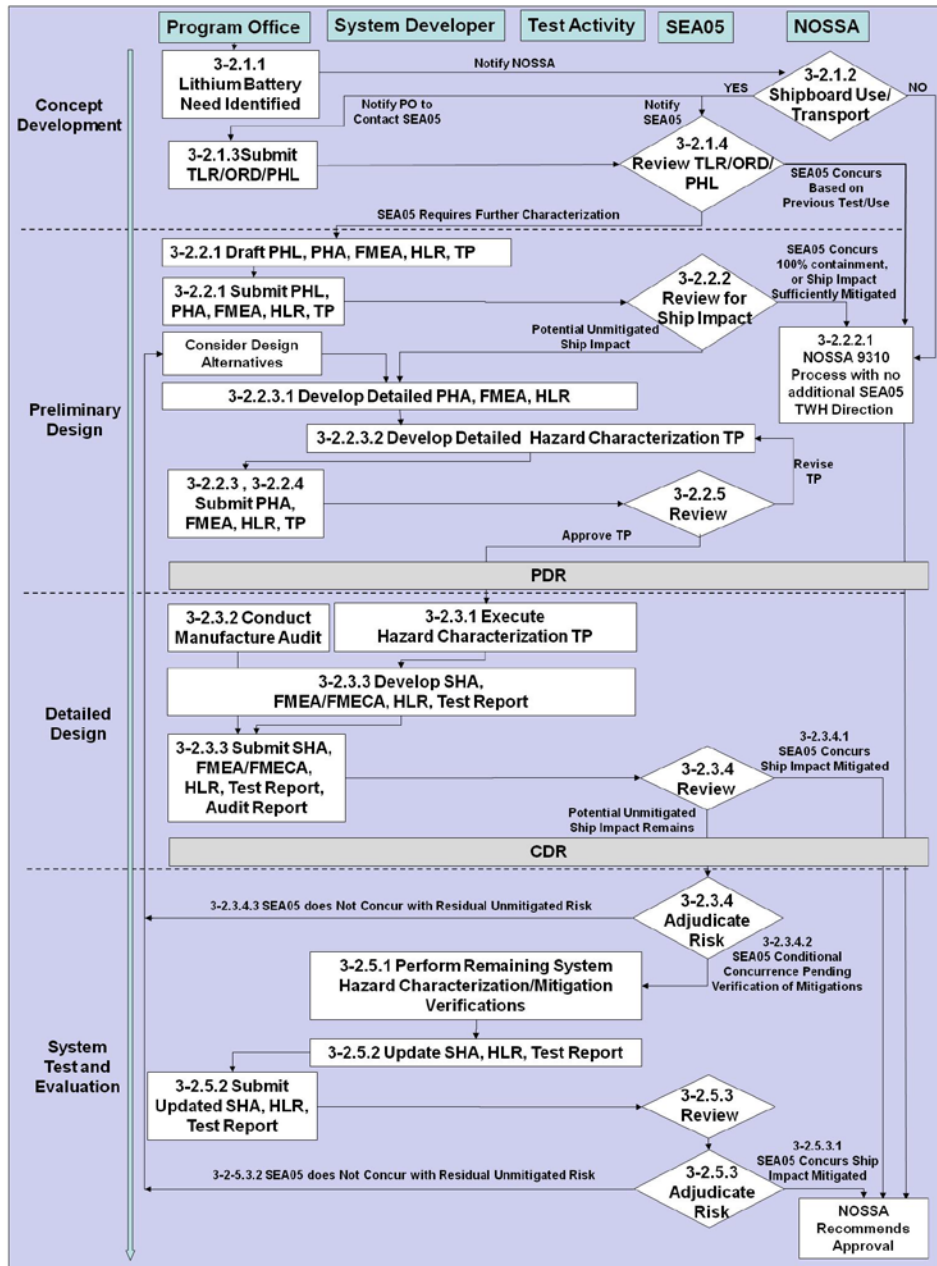 Program Office
System Developer
Test Activity
SEA05
NOSSA
Concept
Development
3-2.1.1
Lithium Battery
Need Identified
Notify NOSSA
3-2.1.2
Shipboard Use/
Transport
YES
NO
Notify PO to
Contact SEA05
Notify
SEA05
3-2.1.3Submit
TLR/ORD/PHL
3-2.1.4
Review TLR/ORD/
PHL
SEA05 Concurs
Based on
Previous Test/Use
SEA05 Requires Further Characterization
Preliminary
Design
3-2.2.1 Draft PHL, PHA, FMEA, HLR, TP
3-2.2.1 Submit PHL,
PHA, FMEA, HLR, TP
3-2.2.2
Review for
Ship Impact
SEA05 Concurs
100% containment,
or Ship Impact
Sufficiently Mitigated
Consider Design
Alternatives
Potential Unmitigated
Ship Impact
3-2.2.2.1
NOSSA 9310
Process with no
additional SEA05
TWH Direction
3-2.2.3.1 Develop Detailed PHA, FMEA, HLR
3-2.2.3.2 Develop Detailed Hazard Characterization TP
Revise
TP
3-2.2.3 , 3-2.2.4
Submit PHA,
FMEA, HLR, TP
3-2.2.5
Review
Approve TP
PDR
Detailed
Design
3-2.3.2 Conduct
Manufacture Audit
3-2.3.1 Execute
Hazard Characterization TP
3-2.3.3 Develop SHA,
FMEA/FMECA, HLR, Test Report
3-2.3.3 Submit SHA,
FMEA/FMECA,
HLR, Test Report,
Audit Report
3-2.3.4
Review
3-2.3.4.1
SEA05 Concurs
Ship Impact Mitigated
Potential Unmitigated
Ship Impact Remains
CDR
System
Test and
Evaluation
3-2.3.4.3 SEA05 does Not Concur with Residual Unmitigated Risk
3-2.3.4
Adjudicate
Risk
3-2.3.4.2
SEA05 Conditional
Concurrence Pending
Verification of Mitigations
3-2.5.1 Perform Remaining System
Hazard Characterization/Mitigation
Verifications
3-2.5.2 Update SHA, HLR, Test Report
3-2.5.2 Submit
Updated SHA, HLR,
Test Report
3-2.5.3
Review
3-2-5.3.2 SEA05 does Not Concur with Residual Unmitigated Risk
3-2.5.3
Adjudicate
Risk
3-2.5.3.1
SEA05 Concurs Ship
Impact Mitigated
NOSSA
Recommends
Approval